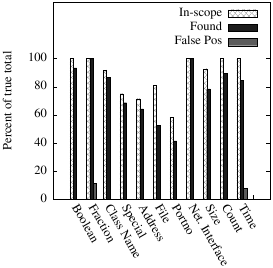 In-scope
Found
False Pos
Percent of true total
100
80
60
40
20
0
Boolean
Fraction
Class Name
Special
Address
File
Pormo
Net. Interface
Size
Count
Time